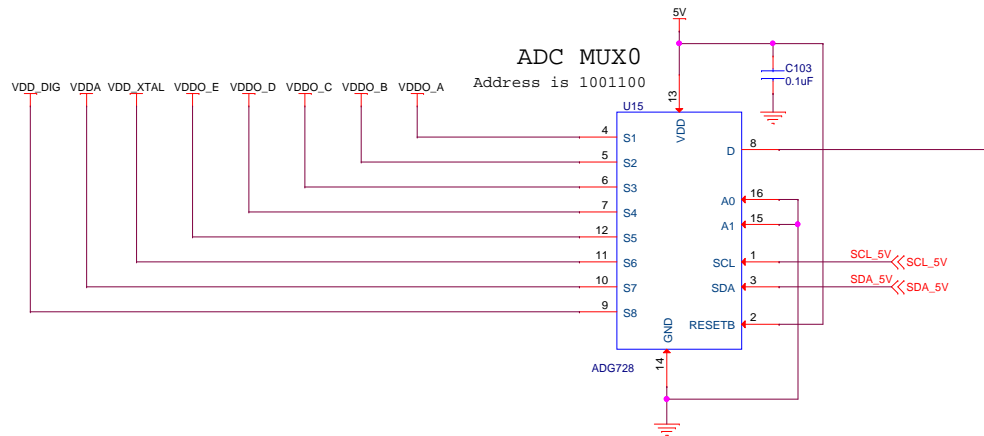 5V
ADC MUX0
Address is 1001100
C103
0.1uF
VDD_DIG VDDA VDD_XTAL VDDO_E VDDO_D VDDO_C VDDO_B VDDO_A
13
U15
VDD
4 S1
5 S2
6 S3
7 S4
12 S5
11 S6
10 S7
9 S8
D 8
A0 16
A1 15
SCL 1 SCL_5V SCL_5V
SDA 3 SDA_5V SDA_5V
RESETB 2
GND
14
ADG728